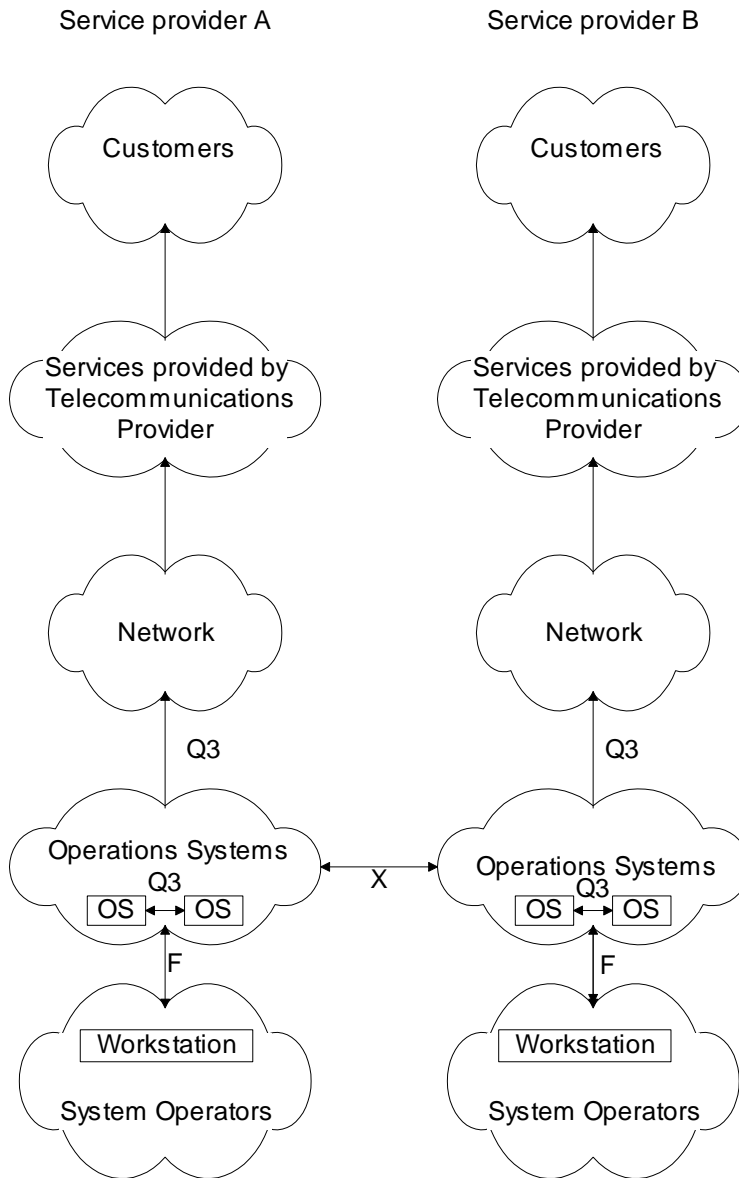 Service provider A
Service provider B
Customers
Customers
Services provided by
Telecommunications
Provider
Services provided by
Telecommunications
Provider
Network
Network
Q3
Q3
Operations Systems
Q3
OS
OS
X
Operations Systems
Q3
OS
OS
F
F
Workstation
System Operators
Workstation
System Operators